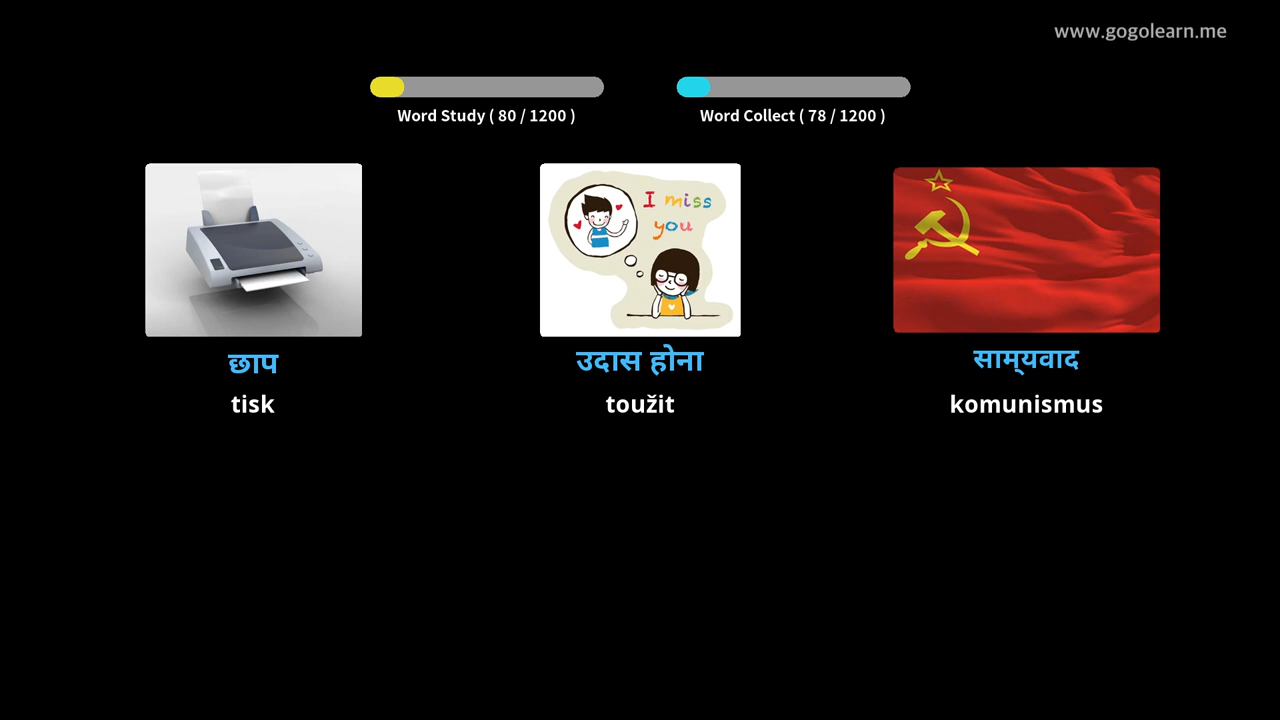 www.gogolearn.me
Word Study ( 80 / 1200 )
Word Collect ( 78 / 1200 )
I miss
you
छाप
उदास होना
साम्यवाद
tisk
toužit
komunismus